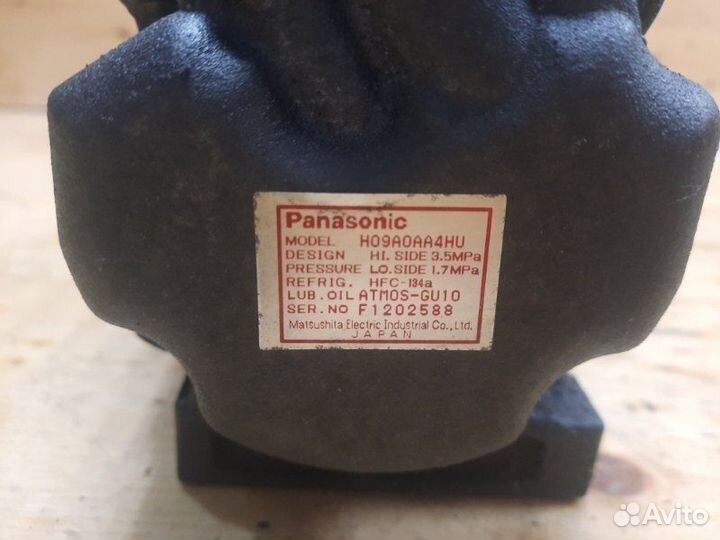 Panasonic
MODEL H09A0AA4HU
DESIGN HI. SIDE 3.5MPa
PRESSURE LO. SIDE 1.7MPa
REFRIG. HFC-134a
LUB. OIL ATMOS-GU10
SER. NO F1202588
Matsushita Electric Industrial Co., Ltd.
JAPAN
Avito